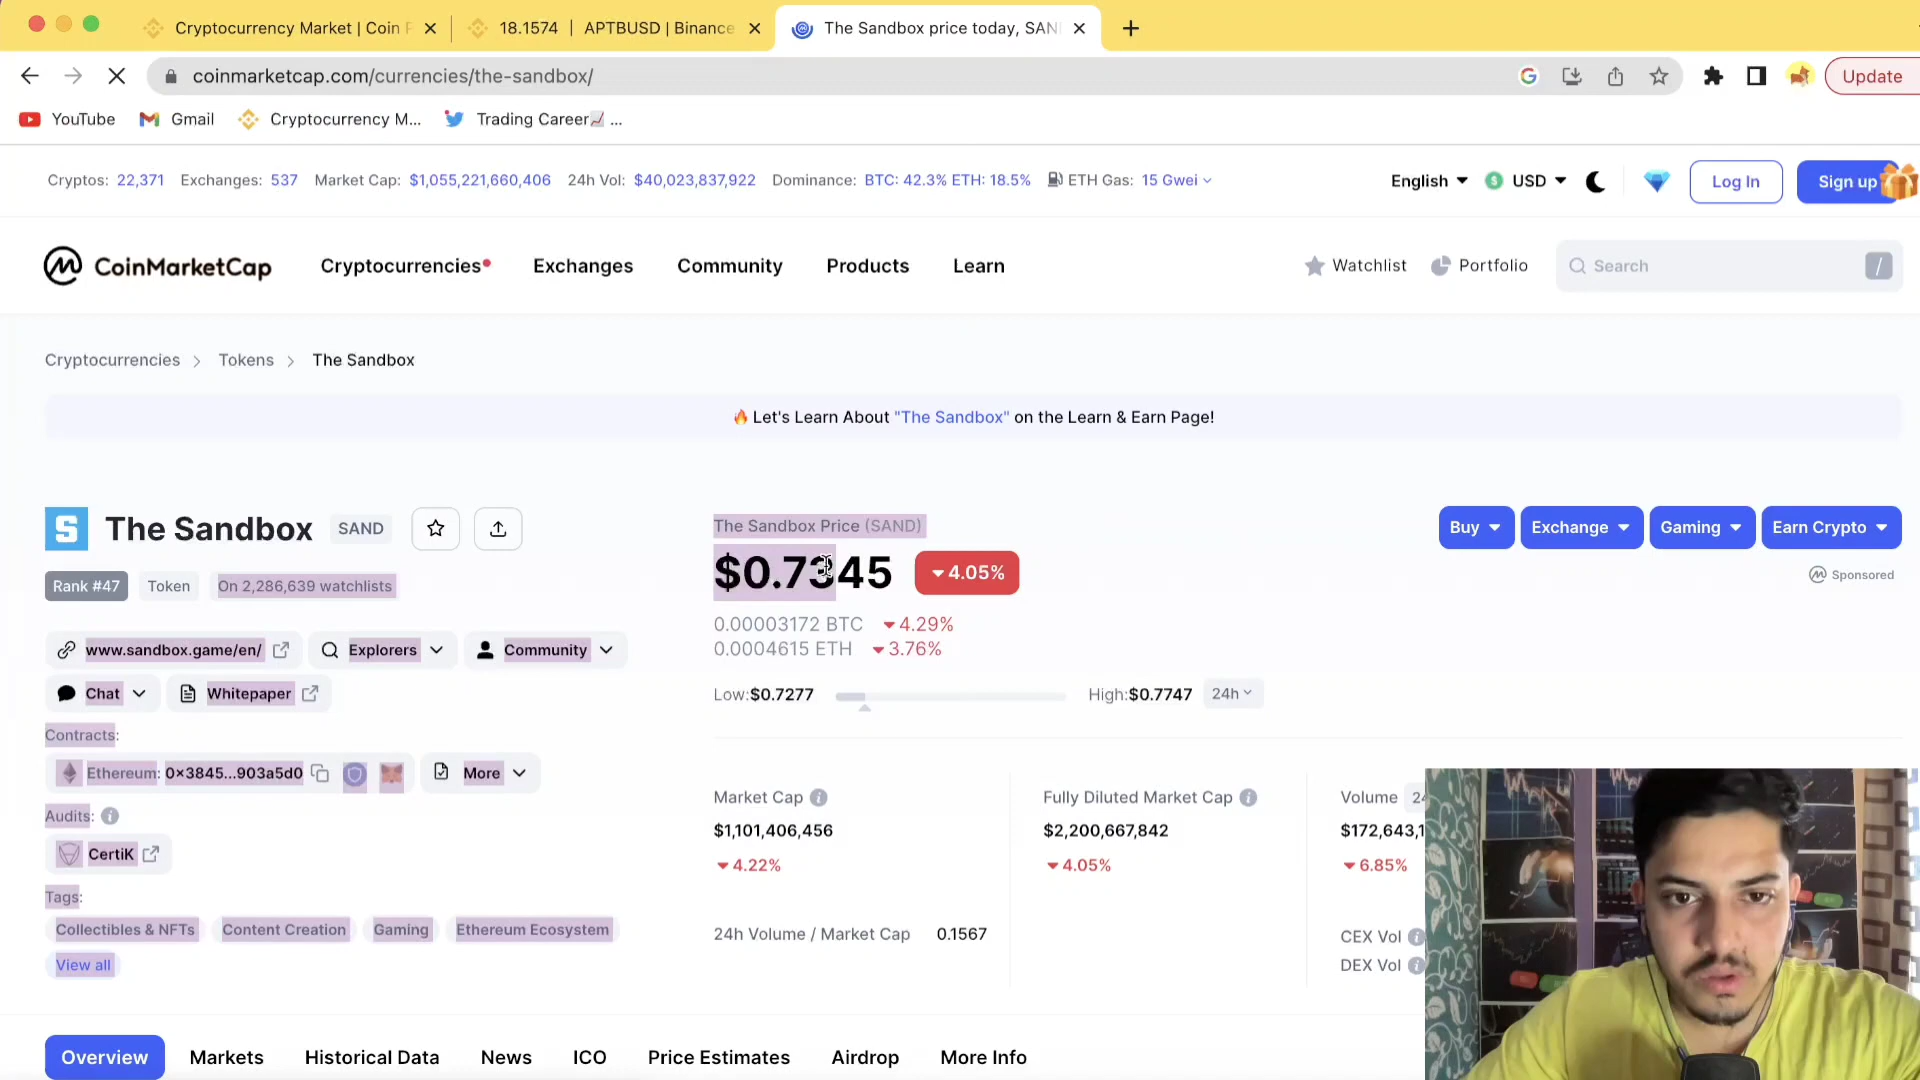 Cryptocurrency Market | Coin
18.1574 | APTBUSD | Binance
The Sandbox price today, SAN
coinmarketcap.com/currencies/the-sandbox/
Update
YouTube
Gmail
Cryptocurrency M...
Trading Career📈 ...
Cryptos: 22,371 Exchanges: 537 Market Cap: $1,055,221,660,406 24h Vol: $40,023,837,922 Dominance: BTC: 42.3% ETH: 18.5% ETH Gas: 15 Gwei
English
USD
Log In
Sign up
CoinMarketCap
Cryptocurrencies
Exchanges
Community
Products
Learn
Watchlist
Portfolio
Search
/
Cryptocurrencies > Tokens > The Sandbox
🔥 Let's Learn About "The Sandbox" on the Learn & Earn Page!
The Sandbox SAND
Rank #47 Token On 2,286,639 watchlists
www.sandbox.game/en/ Explorers Community
Chat Whitepaper
Contracts:
Ethereum: 0x3845...903a5d0 More
Audits:
CertiK
Tags:
Collectibles & NFTs Content Creation Gaming Ethereum Ecosystem
View all
The Sandbox Price (SAND)
$0.7345 4.05%
0.00003172 BTC 4.29%
0.0004615 ETH 3.76%
Low:$0.7277 High:$0.7747 24h
Buy
Exchange
Gaming
Earn Crypto
Sponsored
Market Cap
$1,101,406,456
4.22%
24h Volume / Market Cap 0.1567
Fully Diluted Market Cap
$2,200,667,842
4.05%
Volume
$172,643,1
6.85%
CEX Vol
DEX Vol
Overview
Markets
Historical Data
News
ICO
Price Estimates
Airdrop
More Info